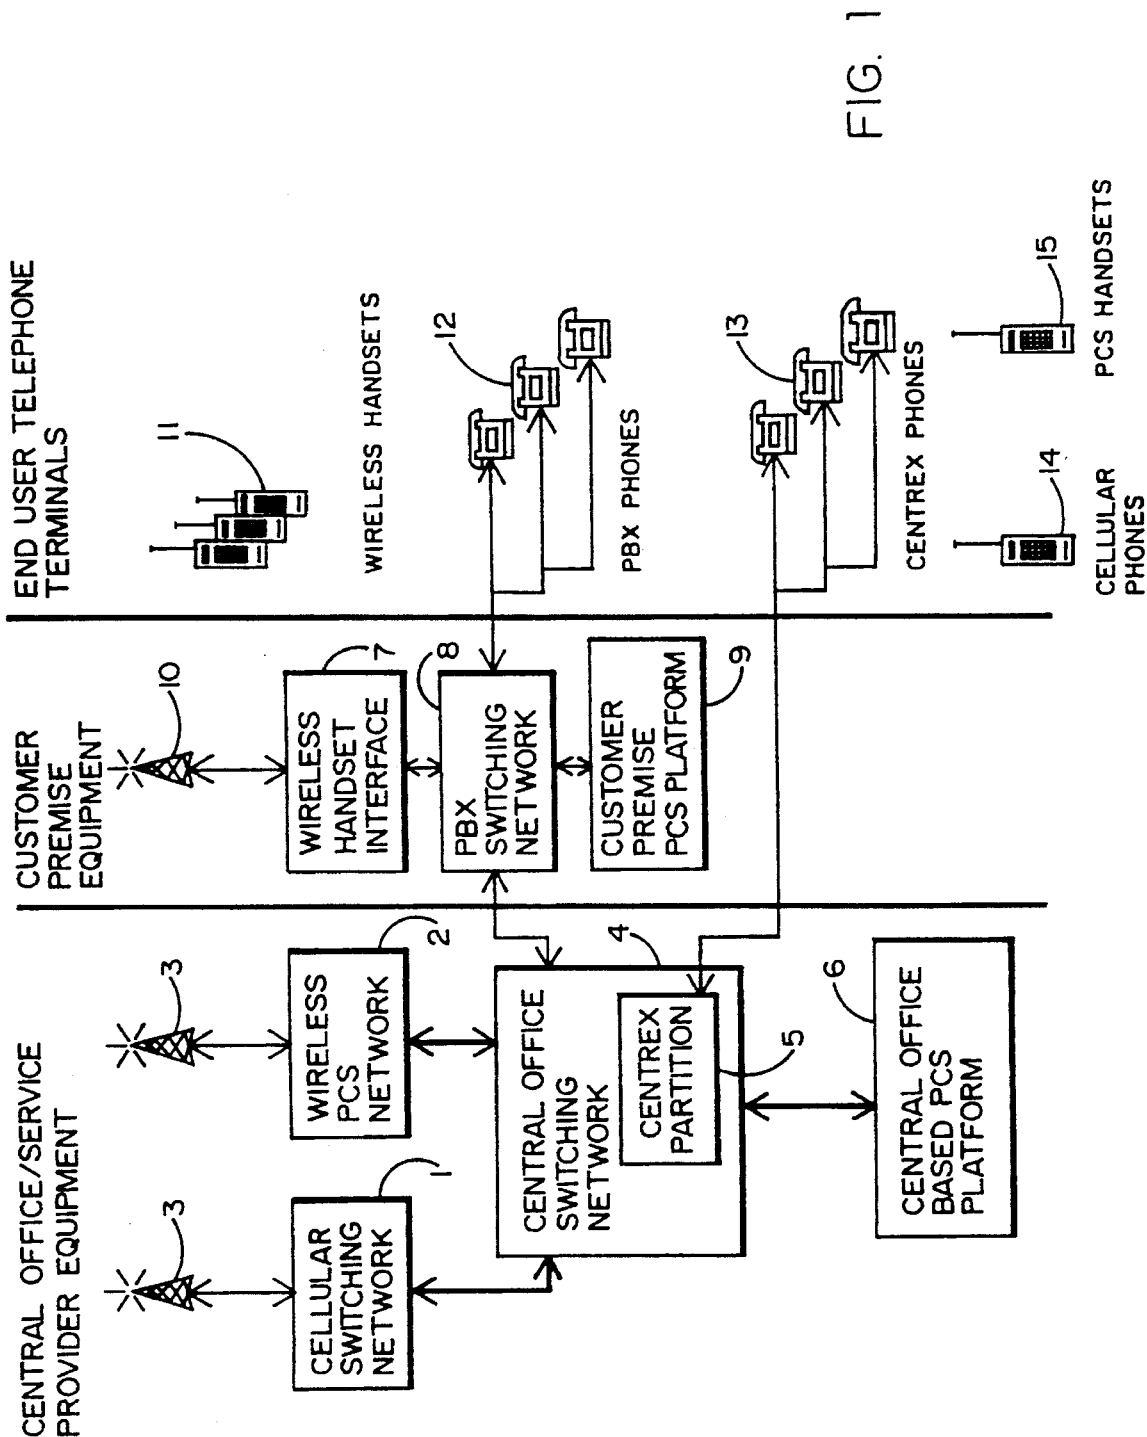 CENTRAL OFFICE/SERVICE
PROVIDER EQUIPMENT
CUSTOMER
PREMISE
EQUIPMENT
END USER TELEPHONE
TERMINALS
3
3
10
11
CELLULAR
SWITCHING
NETWORK
1
WIRELESS
PCS
NETWORK
2
WIRELESS
HANDSET
INTERFACE
7
WIRELESS HANDSETS
CENTRAL OFFICE
SWITCHING
NETWORK
4
CENTREX
PARTITION
5
PBX
SWITCHING
NETWORK
8
12
CUSTOMER
PREMISE
PCS PLATFORM
9
PBX PHONES
13
CENTRAL OFFICE
BASED PCS
PLATFORM
6
CENTREX PHONES
14
15
CELLULAR
PHONES
PCS HANDSETS
FIG. 1